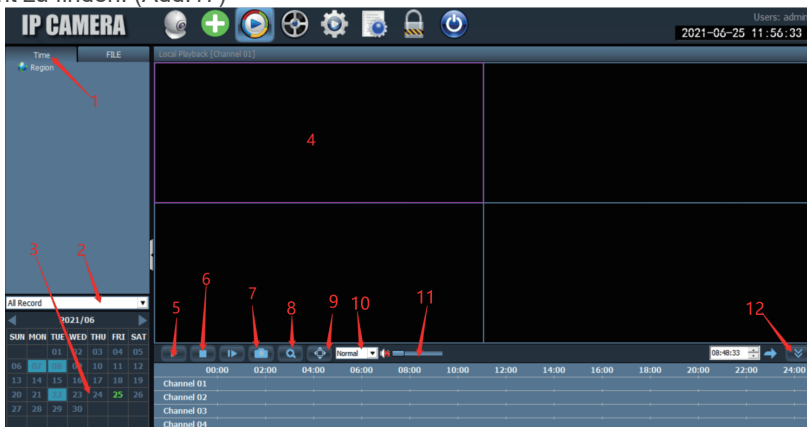 IP CAMERA
Users: admin
2021-06-25 11:56:33
Time FILE
Local Playback [Channel 01]
Region
1
4
3 2
All Record
2021/06
SUN MON TUE WED THU FRI SAT
01 02 03 04 05
06 07 08 09 10 11 12
13 14 15 16 17 18 19
20 21 22 23 24 25 26
27 28 29 30
5 6 7 8 9 10 11 12
Normal 08:48:33
00:00 02:00 04:00 06:00 08:00 10:00 12:00 14:00 16:00 18:00 20:00 22:00 24:00
Channel 01
Channel 02
Channel 03
Channel 04